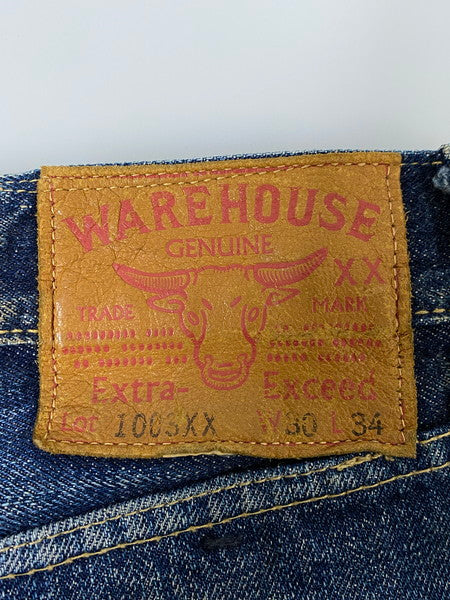 WAREHOUSE
GENUINE
XX
TRADE MARK
Extra- Exceed
Lot 1003XX W30 L34